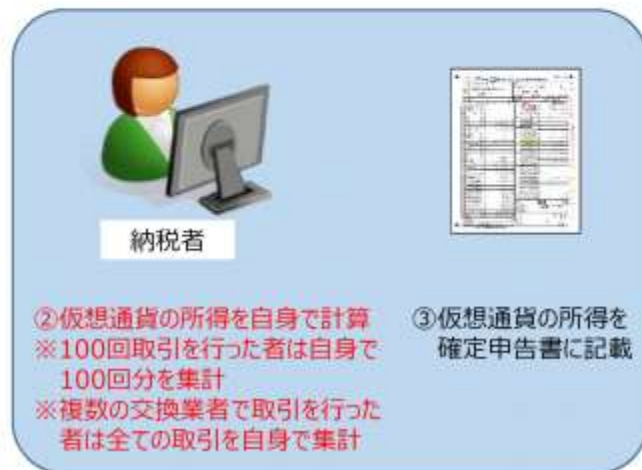 納税者
②仮想通貨の所得を自身で計算
※100回取引を行った者は自身で
100回分を集計
※複数の交換業者で取引を行った
者は全ての取引を自身で集計
③仮想通貨の所得を
確定申告書に記載